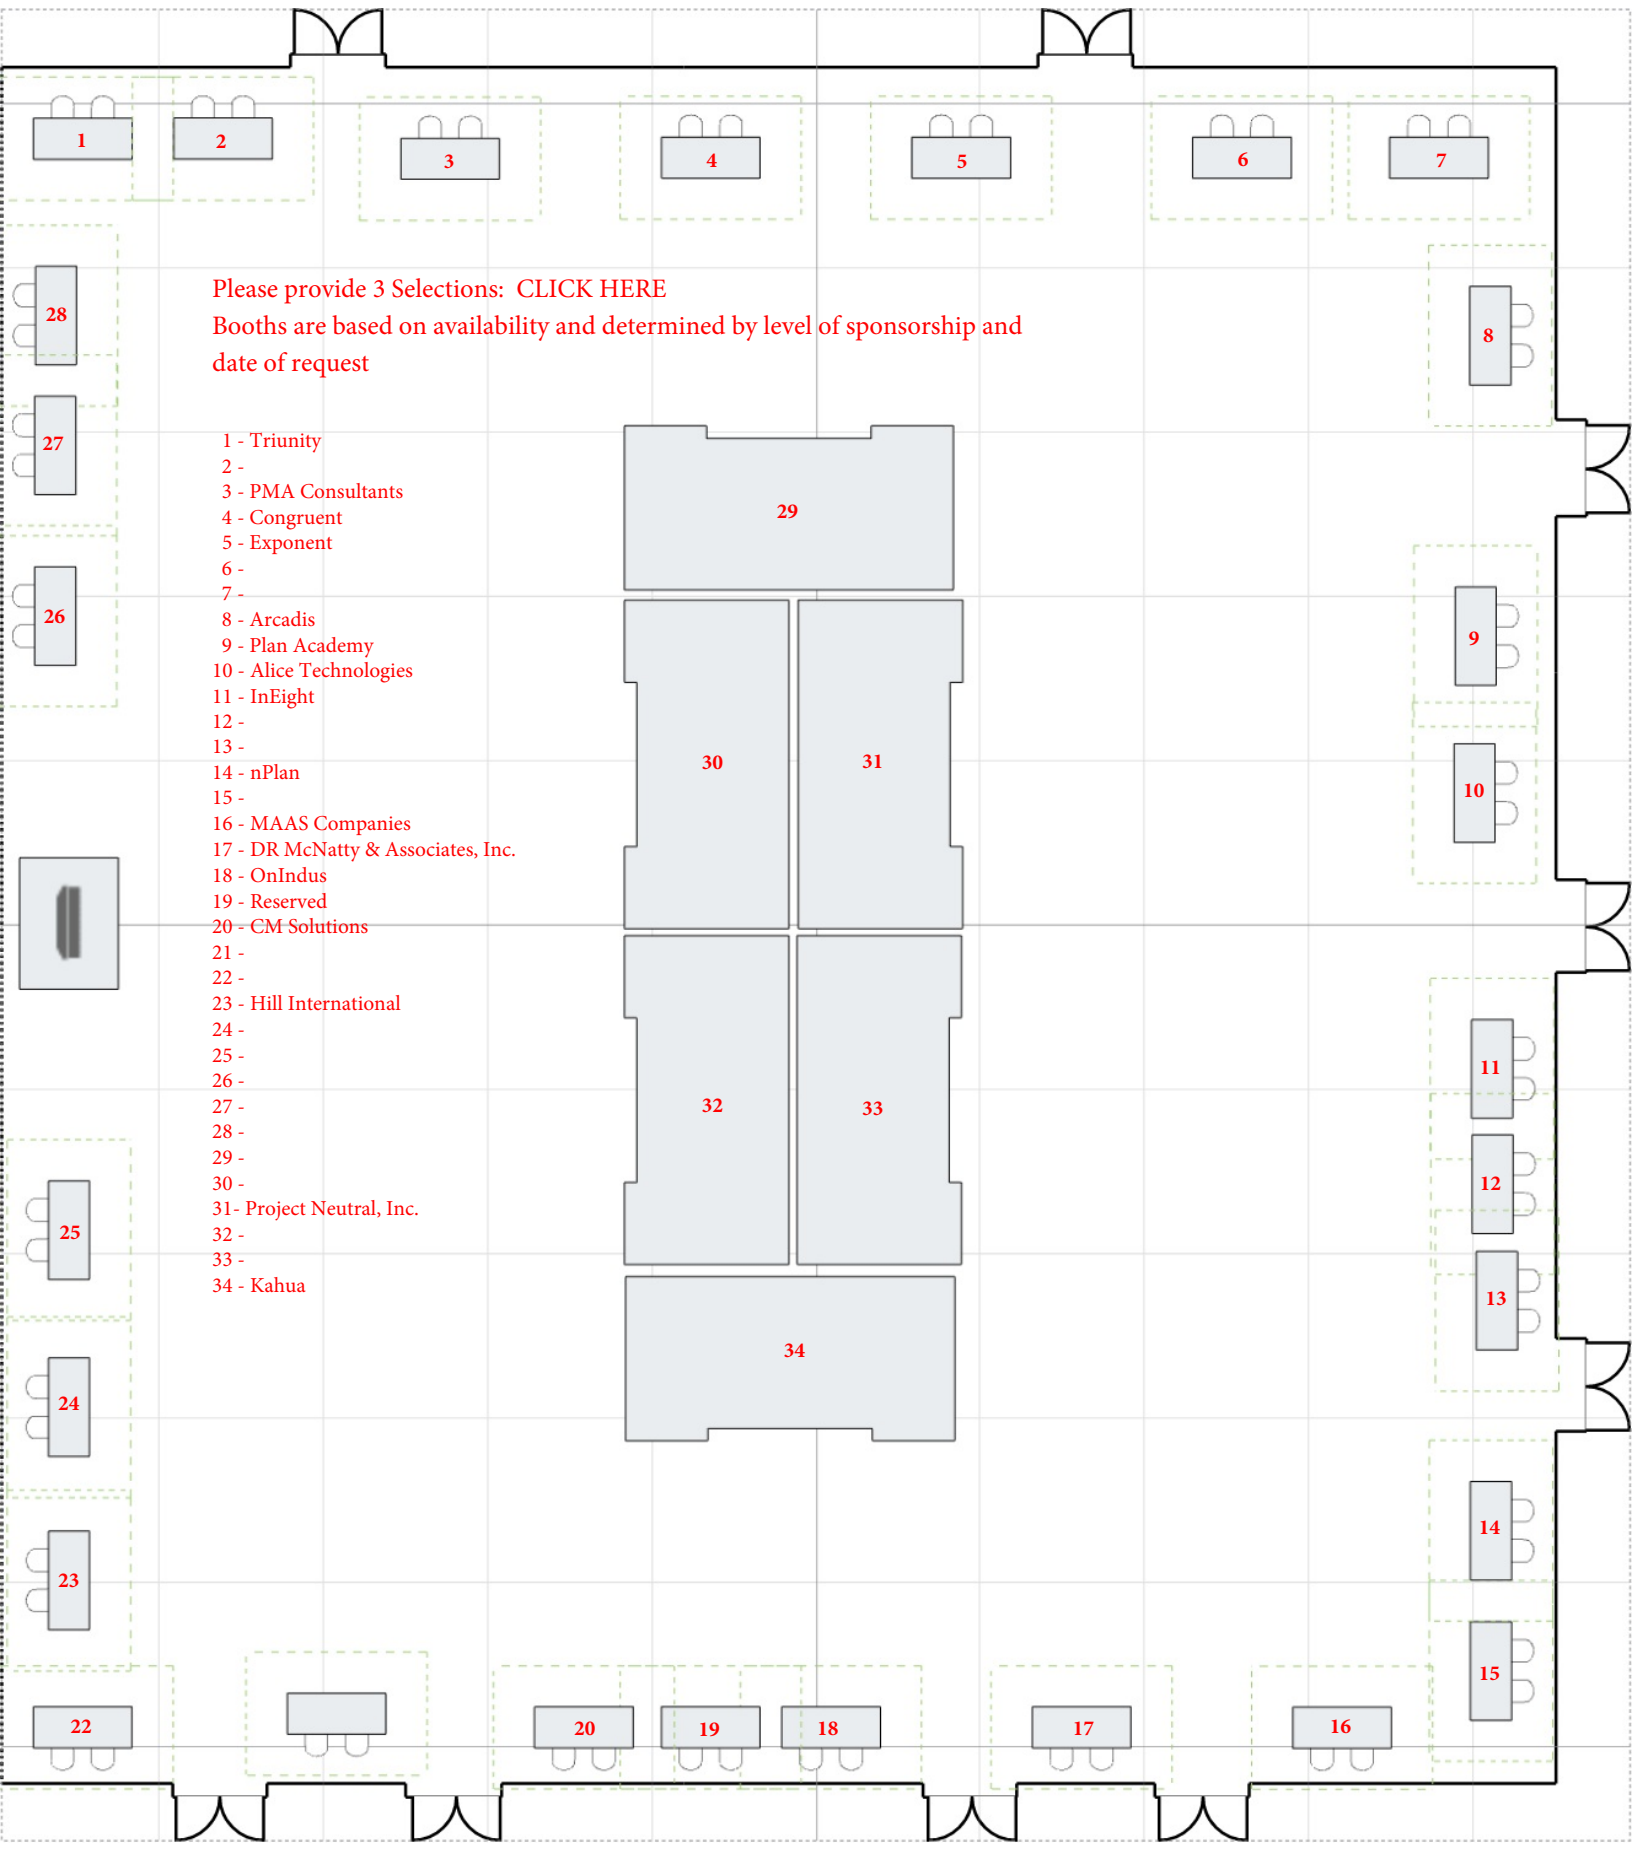 1
2
3
4
5
6
7
28
8
Please provide 3 Selections:  CLICK HERE
Booths are based on availability and determined by level of sponsorship and
date of request
27
26
1 - Triunity
2 -
3 - PMA Consultants
4 - Congruent
5 - Exponent
6 -
7 -
8 - Arcadis
9 - Plan Academy
10 - Alice Technologies
11 - InEight
12 -
13 -
14 - nPlan
15 -
16 - MAAS Companies
17 - DR McNatty & Associates, Inc.
18 - OnIndus
19 - Reserved
20 - CM Solutions
21 -
22 -
23 - Hill International
24 -
25 -
26 -
27 -
28 -
29 -
30 -
31- Project Neutral, Inc.
32 -
33 -
34 - Kahua
29
30
31
32
33
34
9
10
11
12
13
14
15
25
24
23
22
20
19
18
17
16